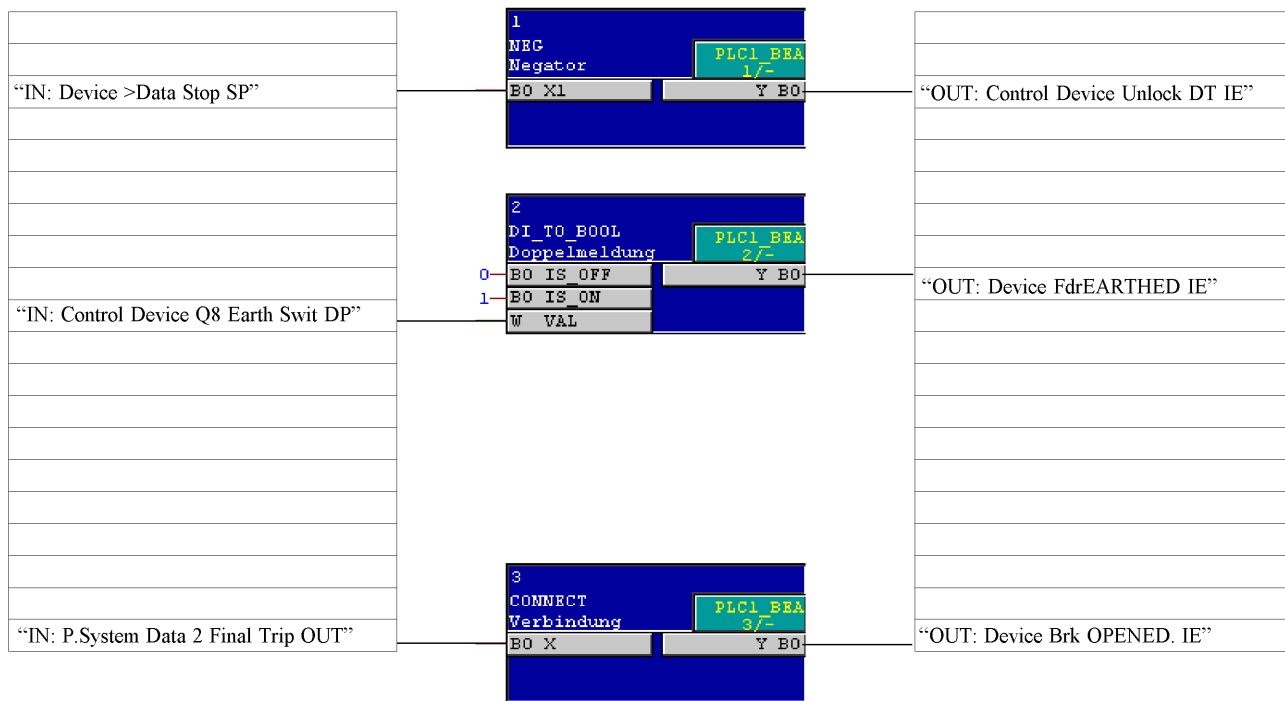 1
NEG
Negator
PLC1_BEA
1/-
“IN: Device >Data Stop SP”
BO X1
Y BO
“OUT: Control Device Unlock DT IE”
2
DI_TO_BOOL
Doppelmeldung
PLC1_BEA
2/-
0
BO IS_OFF
Y BO
“OUT: Device FdrEARTHED IE”
1
BO IS_ON
“IN: Control Device Q8 Earth Swit DP”
W VAL
3
CONNECT
Verbindung
PLC1_BEA
3/-
“IN: P.System Data 2 Final Trip OUT”
BO X
Y BO
“OUT: Device Brk OPENED. IE”